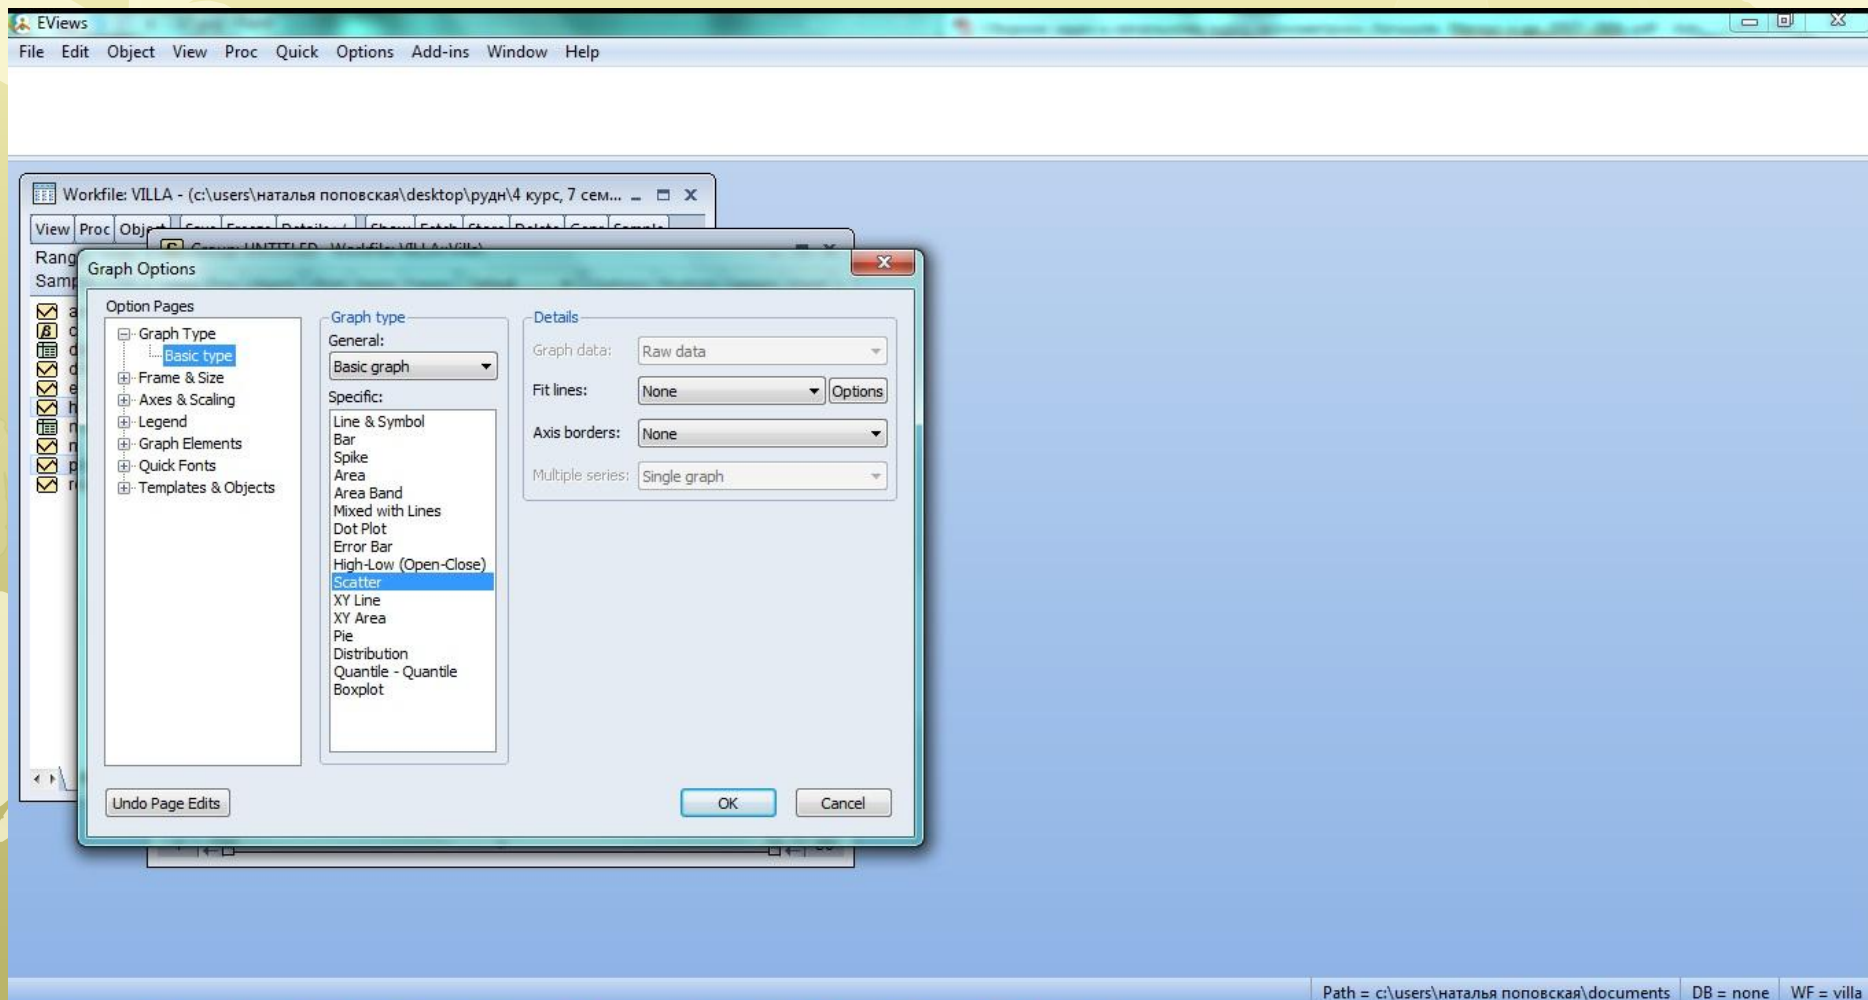 EViews
File Edit Object View Proc Quick Options Add-ins Window Help
Workfile: VILLA - (c:\users\наталья поповская\desktop\рудн\4 курс, 7 сем...
View Proc
Graph Options
Option Pages
Graph Type
Basic type
Frame & Size
Axes & Scaling
Legend
Graph Elements
Quick Fonts
Templates & Objects
Graph type
General:
Basic graph
Specific:
Line & Symbol
Bar
Spike
Area
Area Band
Mixed with Lines
Dot Plot
Error Bar
High-Low (Open-Close)
Scatter
XY Line
XY Area
Pie
Distribution
Quantile - Quantile
Boxplot
Details
Graph data: Raw data
Fit lines: None Options
Axis borders: None
Multiple series: Single graph
Undo Page Edits
OK Cancel
Path = c:\users\наталья поповская\documents DB = none WF = villa